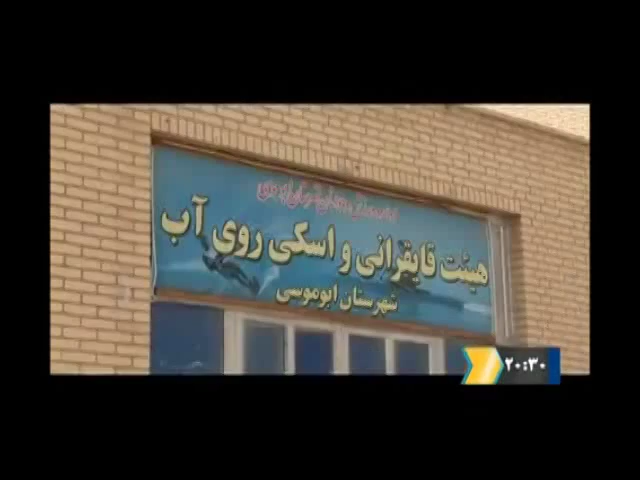 هیئت قایقرانی و اسکی روی آب
شهرستان ابوموسی
۲۰:۳۰